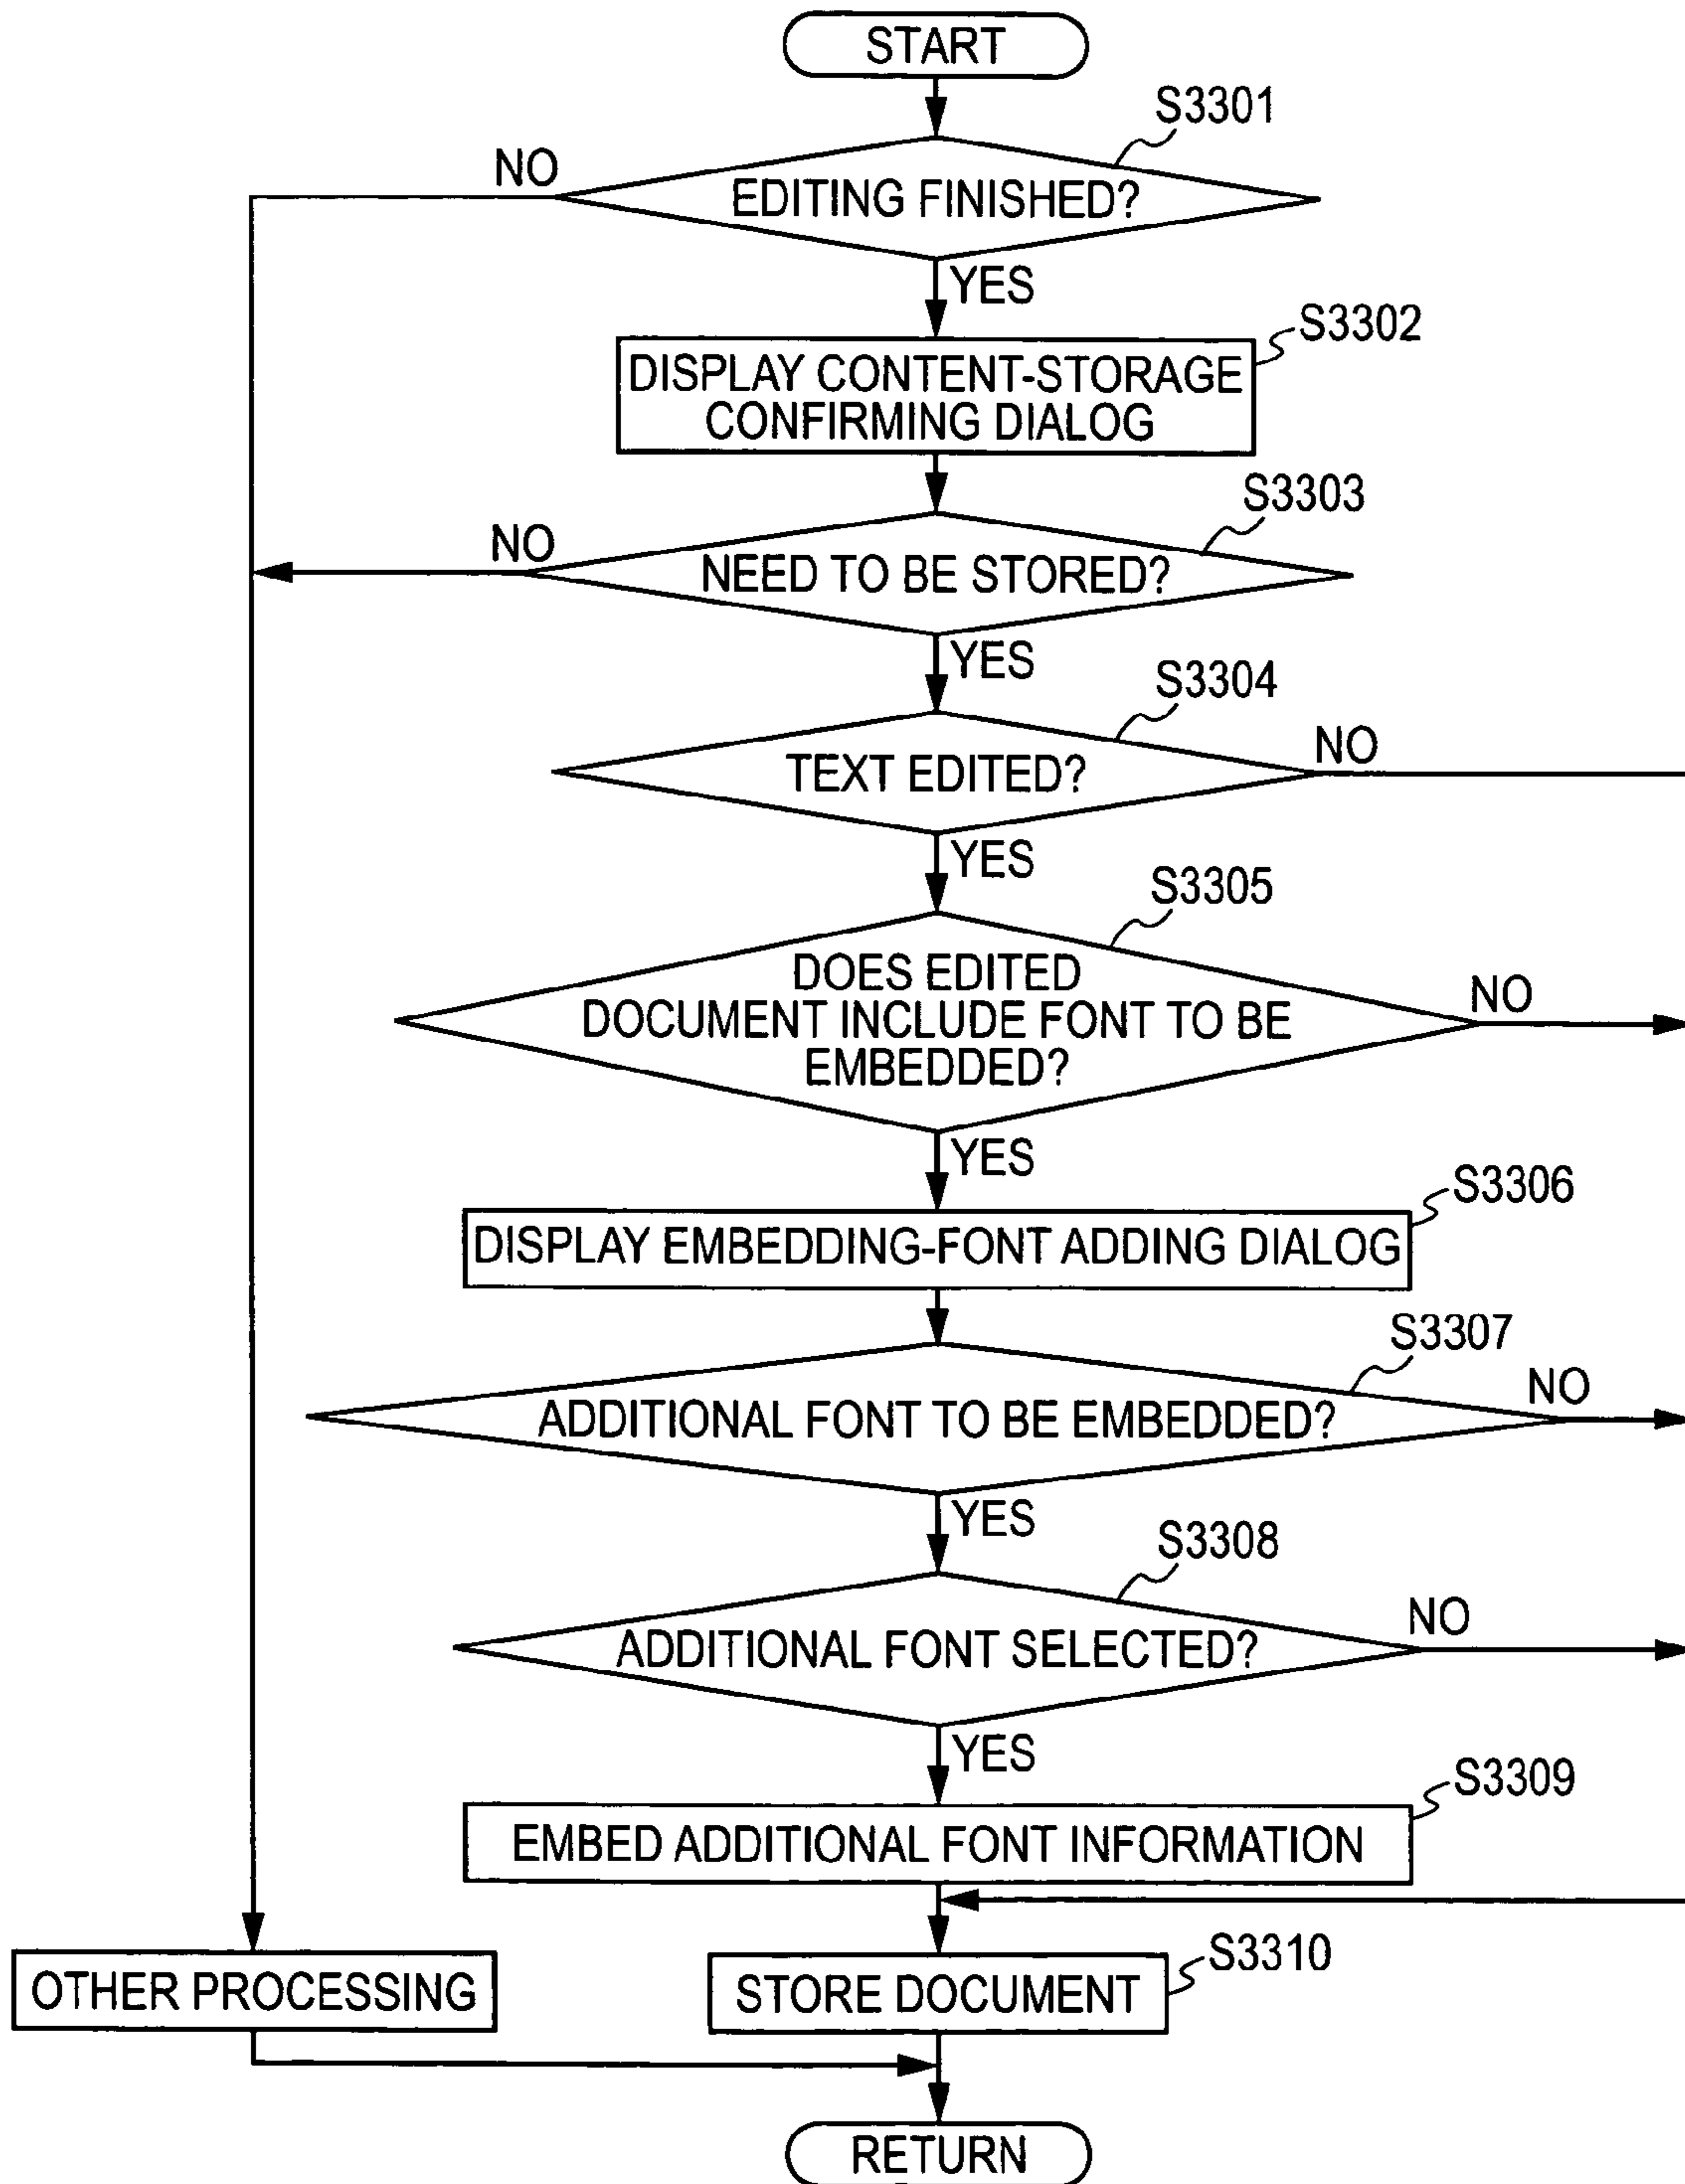 START
S3301
NO
EDITING FINISHED?
YES
S3302
DISPLAY CONTENT-STORAGE
CONFIRMING DIALOG
S3303
NO
NEED TO BE STORED?
YES
S3304
NO
TEXT EDITED?
YES
S3305
DOES EDITED
DOCUMENT INCLUDE FONT TO BE
EMBEDDED?
NO
YES
S3306
DISPLAY EMBEDDING-FONT ADDING DIALOG
S3307
NO
ADDITIONAL FONT TO BE EMBEDDED?
YES
S3308
NO
ADDITIONAL FONT SELECTED?
YES
S3309
EMBED ADDITIONAL FONT INFORMATION
S3310
OTHER PROCESSING
STORE DOCUMENT
RETURN